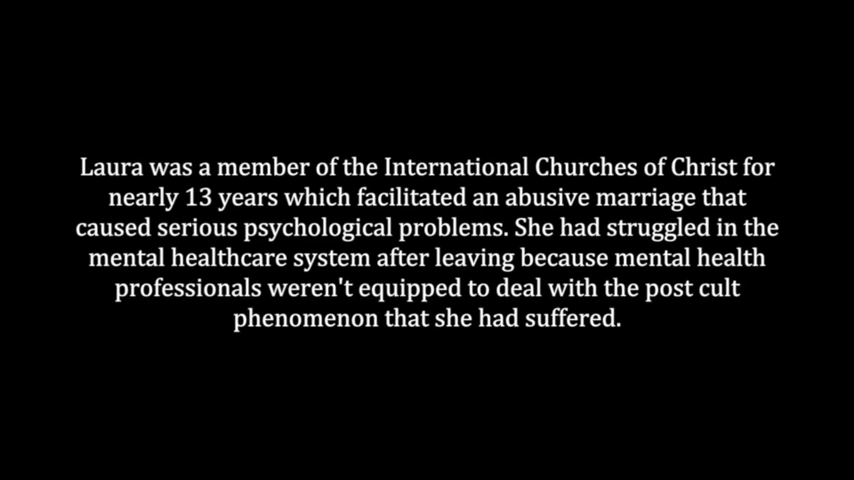 Laura was a member of the International Churches of Christ for
nearly 13 years which facilitated an abusive marriage that
caused serious psychological problems. She had struggled in the
mental healthcare system after leaving because mental health
professionals weren't equipped to deal with the post cult
phenomenon that she had suffered.